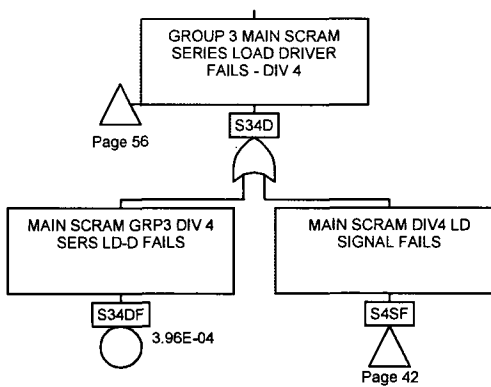 GROUP 3 MAIN SCRAM
SERIES LOAD DRIVER
FAILS - DIV 4
Page 56
S34D
MAIN SCRAM GRP3 DIV 4
SERS LD-D FAILS
MAIN SCRAM DIV4 LD
SIGNAL FAILS
S34DF
3.96E-04
S4SF
Page 42